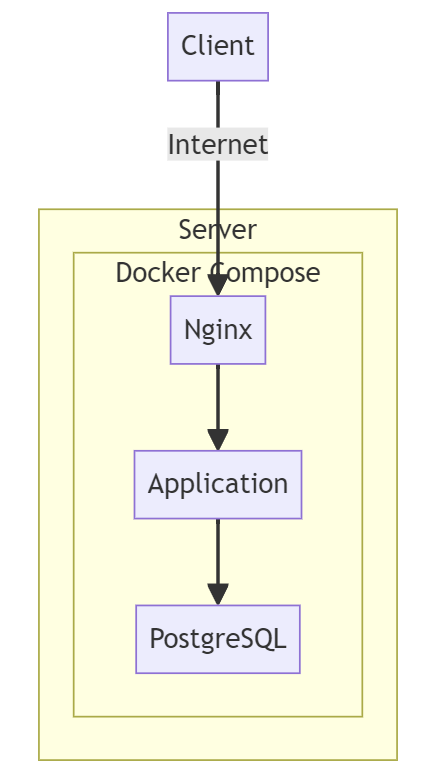 Client
Internet
Server
Docker Compose
Nginx
Application
PostgreSQL